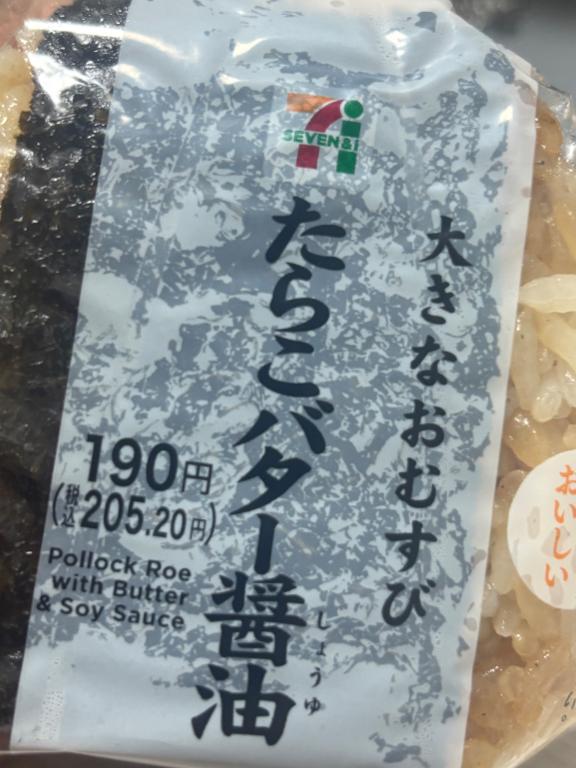 SEVEN&i
大きなおむすび
たらこバター醤油
しょうゆ
190円
(税込205.20円)
Pollock Roe
with Butter
& Soy Sauce
おいしい
い。